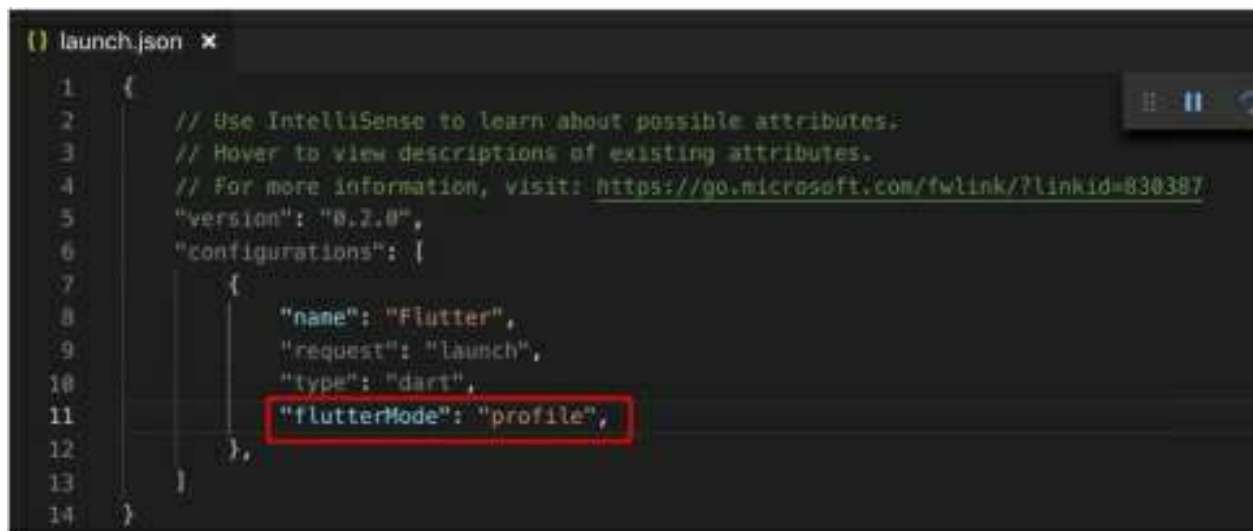 {} launch.json ×
1 {
2 // Use IntelliSense to learn about possible attributes.
3 // Hover to view descriptions of existing attributes.
4 // For more information, visit: https://go.microsoft.com/fwlink/?linkid=830387
5 "version": "0.2.0",
6 "configurations": [
7 {
8 "name": "Flutter",
9 "request": "launch",
10 "type": "dart",
11 "flutterMode": "profile",
12 },
13 ]
14 }